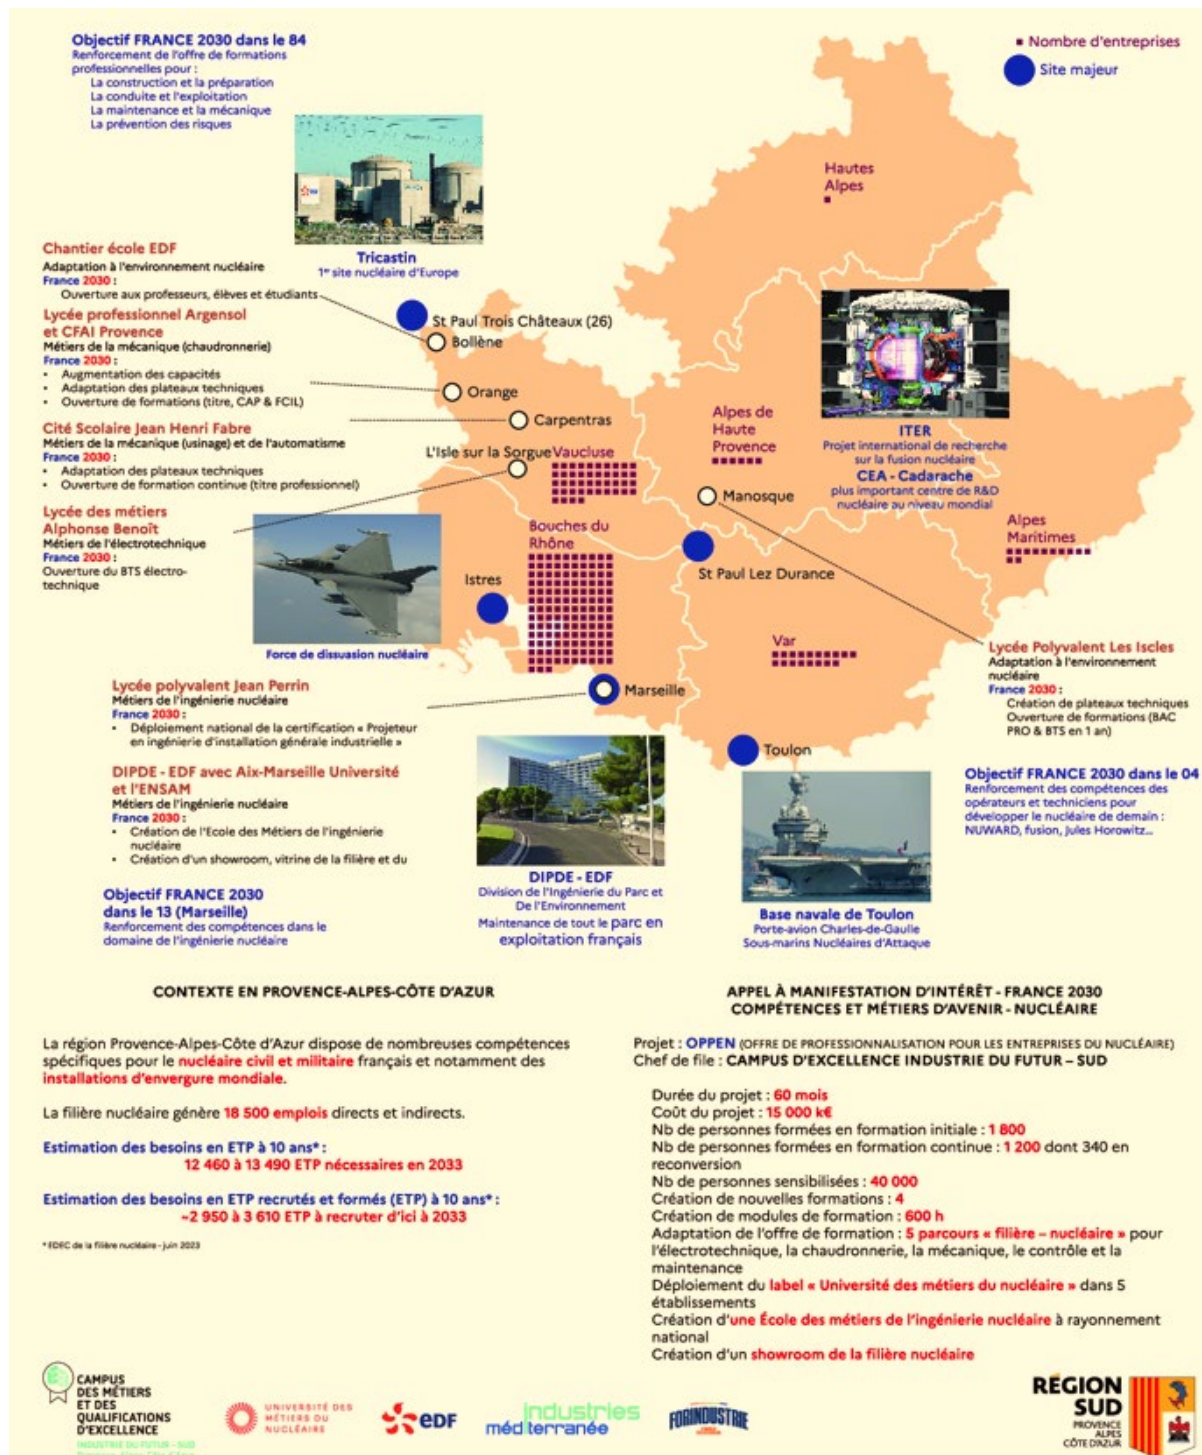 Objectif FRANCE 2030 dans le 84
Renforcement de l'offre de formations
professionnelles pour :
La construction et la préparation
La conduite et l'exploitation
La maintenance et la mécanique
La prévention des risques
Nombre d'entreprises
Site majeur
Hautes
Alpes
Tricastin
1er site nucléaire d'Europe
Chantier école EDF
Adaptation à l'environnement nucléaire
France 2030 :
Ouverture aux professeurs, élèves et étudiants
Lycée professionnel Argensol
et CFAI Provence
Métiers de la mécanique (chaudronnerie)
France 2030 :
• Augmentation des capacités
• Adaptation des plateaux techniques
• Ouverture de formations (titre, CAP & FCIL)
Cité Scolaire Jean Henri Fabre
Métiers de la mécanique (usinage) et de l'automatisme
France 2030 :
• Adaptation des plateaux techniques
• Ouverture de formation continue (titre professionnel)
Lycée des métiers
Alphonse Benoît
Métiers de l'électrotechnique
France 2030 :
Ouverture du BTS électro-
technique
St Paul Trois Châteaux (26)
Bollène
Orange
Carpentras
L'Isle sur la Sorgue
Vaucluse
Alpes de
Haute
Provence
Manosque
ITER
Projet international de recherche
sur la fusion nucléaire
CEA - Cadarache
plus important centre de R&D
nucléaire au niveau mondial
Bouches du
Rhône
Alpes
Maritimes
St Paul Lez Durance
Istres
Force de dissuasion nucléaire
Var
Marseille
Toulon
Lycée Polyvalent Les Iscles
Adaptation à l'environnement
nucléaire
France 2030 :
Création de plateaux techniques
Ouverture de formations (BAC
PRO & BTS en 1 an)
Lycée polyvalent Jean Perrin
Métiers de l'ingénierie nucléaire
France 2030 :
• Déploiement national de la certification « Projeteur
en ingénierie d'installation générale industrielle »
DIPDE - EDF avec Aix-Marseille Université
et l'ENSAM
Métiers de l'ingénierie nucléaire
France 2030 :
• Création de l'Ecole des Métiers de l'ingénierie
nucléaire
• Création d'un showroom, vitrine de la filière et du
Objectif FRANCE 2030
dans le 13 (Marseille)
Renforcement des compétences dans le
domaine de l'ingénierie nucléaire
DIPDE - EDF
Division de l'Ingénierie du Parc et
De l'Environnement
Maintenance de tout le parc en
exploitation français
Base navale de Toulon
Porte-avion Charles-de-Gaulle
Sous-marins Nucléaires d'Attaque
Objectif FRANCE 2030 dans le 04
Renforcement des compétences des
opérateurs et techniciens pour
développer le nucléaire de demain :
NUWARD, fusion, Jules Horowitz...
CONTEXTE EN PROVENCE-ALPES-CÔTE D'AZUR
La région Provence-Alpes-Côte d'Azur dispose de nombreuses compétences
spécifiques pour le nucléaire civil et militaire français et notamment des
installations d'envergure mondiale.
La filière nucléaire génère 18 500 emplois directs et indirects.
Estimation des besoins en ETP à 10 ans* :
12 460 à 13 490 ETP nécessaires en 2033
Estimation des besoins en ETP recrutés et formés (ETP) à 10 ans* :
~2 950 à 3 610 ETP à recruter d'ici à 2033
* EDEC de la filière nucléaire - juin 2023
APPEL À MANIFESTATION D'INTÉRÊT - FRANCE 2030
COMPÉTENCES ET MÉTIERS D'AVENIR - NUCLÉAIRE
Projet : OPPEN (OFFRE DE PROFESSIONNALISATION POUR LES ENTREPRISES DU NUCLÉAIRE)
Chef de file : CAMPUS D'EXCELLENCE INDUSTRIE DU FUTUR – SUD
Durée du projet : 60 mois
Coût du projet : 15 000 k€
Nb de personnes formées en formation initiale : 1 800
Nb de personnes formées en formation continue : 1 200 dont 340 en
reconversion
Nb de personnes sensibilisées : 40 000
Création de nouvelles formations : 4
Création de modules de formation : 600 h
Adaptation de l'offre de formation : 5 parcours « filière – nucléaire » pour
l'électrotechnique, la chaudronnerie, la mécanique, le contrôle et la
maintenance
Déploiement du label « Université des métiers du nucléaire » dans 5
établissements
Création d'une École des métiers de l'ingénierie nucléaire à rayonnement
national
Création d'un showroom de la filière nucléaire
CAMPUS
DES MÉTIERS
ET DES
QUALIFICATIONS
D'EXCELLENCE
INDUSTRIE DU FUTUR - SUD
UNIVERSITÉ DES
MÉTIERS DU
NUCLÉAIRE
eDF
industries
méditerranée
FORINDUSTRIE
RÉGION
SUD
PROVENCE
ALPES
CÔTE D'AZUR